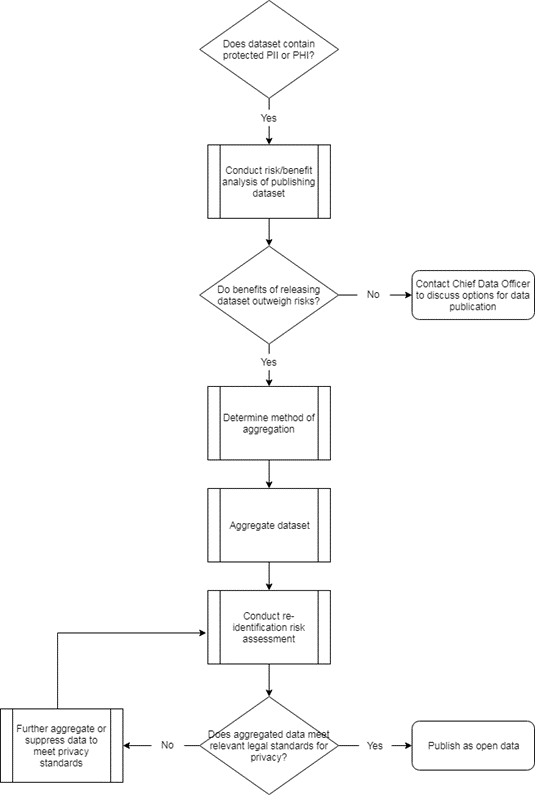 Does dataset contain
protected PII or PHI?
Yes
Conduct risk/benefit
analysis of publishing
dataset
Do benefits of releasing
dataset outweigh risks?
No
Contact Chief Data Officer
to discuss options for data
publication
Yes
Determine method of
aggregation
Aggregate dataset
Conduct re-
identification risk
assessment
Does aggregated data meet
relevant legal standards for
privacy?
No
Further aggregate or
suppress data to
meet privacy
standards
Yes
Publish as open data